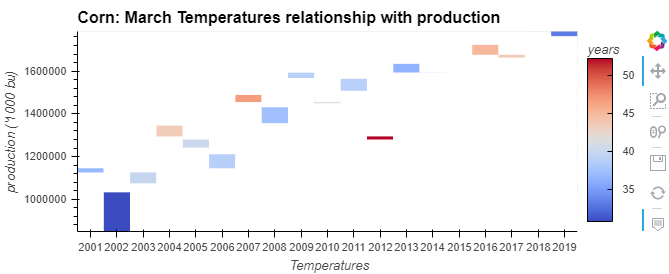 Corn: March Temperatures relationship with production
years
production ('1000 bu)
1600000
1400000
1200000
1000000
50
45
40
35
2001 2002 2003 2004 2005 2006 2007 2008 2009 2010 2011 2012 2013 2014 2015 2016 2017 2018 2019
Temperatures